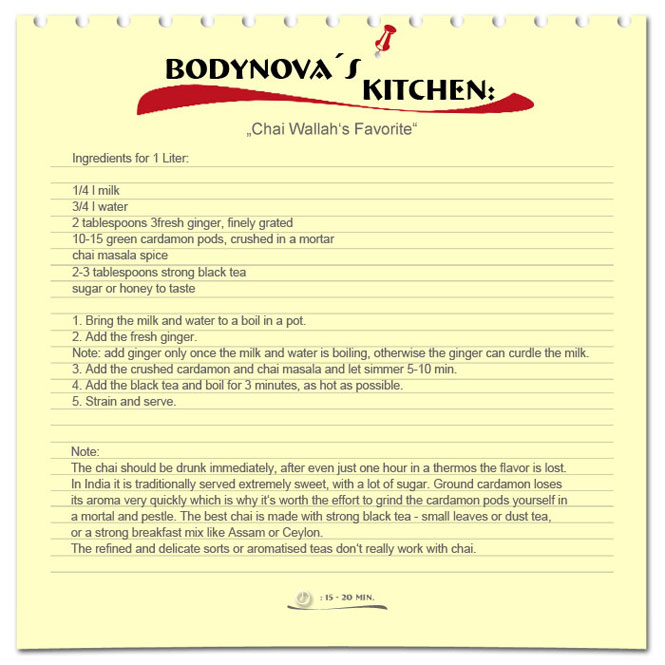 BODYNOVA´S
KITCHEN:
„Chai Wallah‘s Favorite“
Ingredients for 1 Liter:
1/4 l milk
3/4 l water
2 tablespoons 3fresh ginger, finely grated
10-15 green cardamon pods, crushed in a mortar
chai masala spice
2-3 tablespoons strong black tea
sugar or honey to taste
1. Bring the milk and water to a boil in a pot.
2. Add the fresh ginger.
Note: add ginger only once the milk and water is boiling, otherwise the ginger can curdle the milk.
3. Add the crushed cardamon and chai masala and let simmer 5-10 min.
4. Add the black tea and boil for 3 minutes, as hot as possible.
5. Strain and serve.
Note:
The chai should be drunk immediately, after even just one hour in a thermos the flavor is lost.
In India it is traditionally served extremely sweet, with a lot of sugar. Ground cardamon loses
its aroma very quickly which is why it‘s worth the effort to grind the cardamon pods yourself in
a mortal and pestle. The best chai is made with strong black tea - small leaves or dust tea,
or a strong breakfast mix like Assam or Ceylon.
The refined and delicate sorts or aromatised teas don‘t really work with chai.
: 15 - 20 MIN.